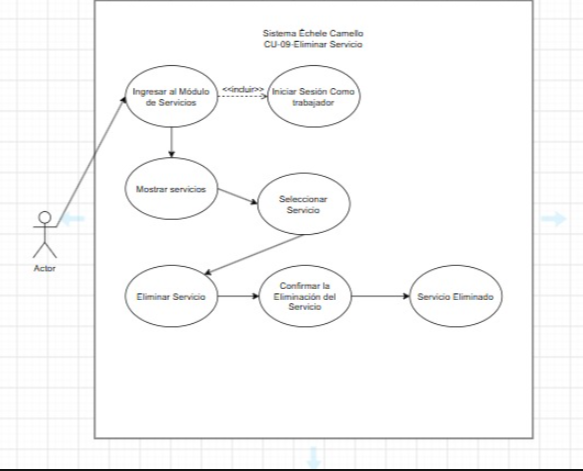 Sistema Échele Camello
CU-09-Eliminar Servicio
Ingresar al Módulo
de Servicios
<<incluir>>
Iniciar Sesión Como
trabajador
Mostrar servicios
Seleccionar
Servicio
Actor
Eliminar Servicio
Confirmar la
Eliminación del
Servicio
Servicio Eliminado